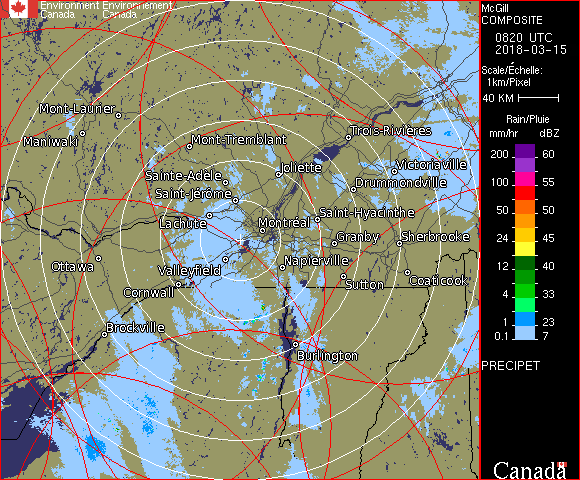 Environment Environnement
Canada Canada
McGill
COMPOSITE
0820 UTC
2018-03-15
Scale/Échelle:
1km/Pixel
40 KM
Rain/Pluie
mm/hr dBZ
200 60
100 55
50 50
24 45
12 40
4 33
1 23
0.1 7
PRECIPET
Canada
Mont-Laurier
Maniwaki
Mont-Tremblant
Trois-Rivières
Joliette
Victoriaville
Sainte-Adèle
Drummondville
Saint-Jérôme
Lachute
Saint-Hyacinthe
Montréal
Granby
Sherbrooke
Ottawa
Valleyfield
Napierville
Cornwall
Sutton
Coaticook
Brockville
Burlington